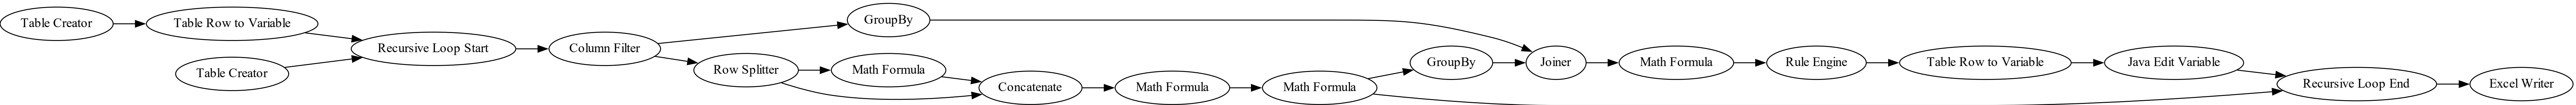 Table Creator
Table Row to Variable
Table Creator
Recursive Loop Start
Column Filter
GroupBy
Row Splitter
Math Formula
Concatenate
Math Formula
Math Formula
GroupBy
Joiner
Math Formula
Rule Engine
Table Row to Variable
Java Edit Variable
Recursive Loop End
Excel Writer